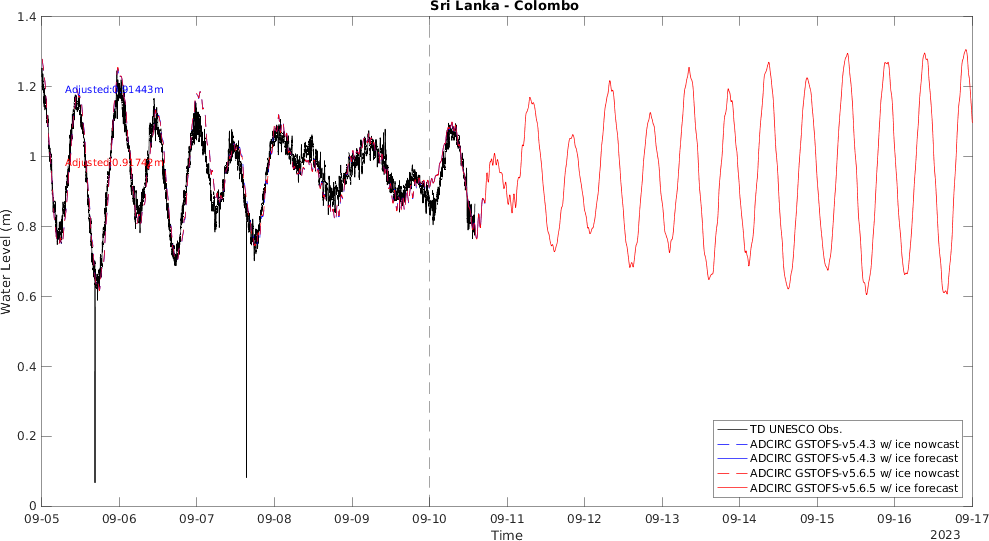 Sri Lanka - Colombo
1.4
1.2
1
0.8
0.6
0.4
0.2
0
Water Level (m)
Adjusted:0.91443m
Adjusted:0.91742m
TD UNESCO Obs.
ADCIRC GSTOFS-v5.4.3 w/ ice nowcast
ADCIRC GSTOFS-v5.4.3 w/ ice forecast
ADCIRC GSTOFS-v5.6.5 w/ ice nowcast
ADCIRC GSTOFS-v5.6.5 w/ ice forecast
09-05 09-06 09-07 09-08 09-09 09-10 09-11 09-12 09-13 09-14 09-15 09-16 09-17
Time
2023